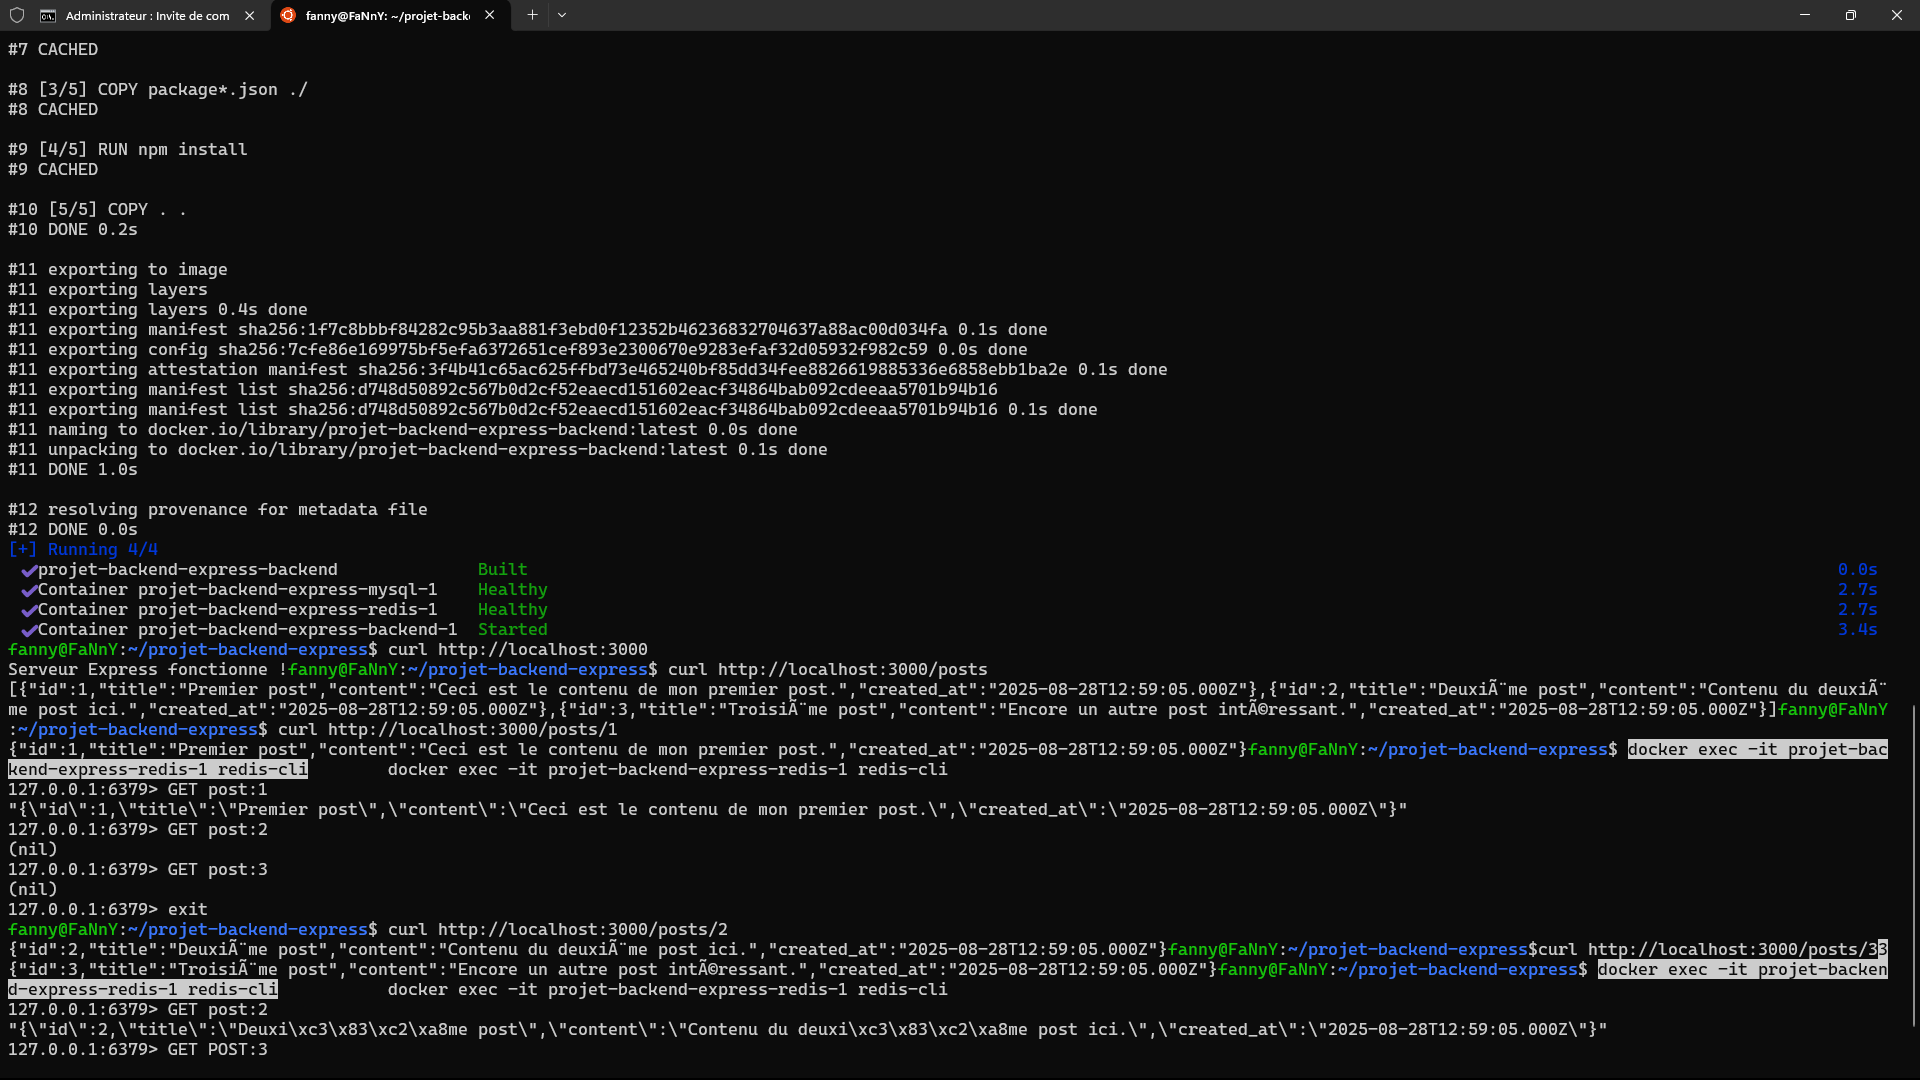 Administrateur : Invite de com
fanny@FaNnY: ~/projet-back
#7 CACHED
#8 [3/5] COPY package*.json ./
#8 CACHED
#9 [4/5] RUN npm install
#9 CACHED
#10 [5/5] COPY . .
#10 DONE 0.2s
#11 exporting to image
#11 exporting layers
#11 exporting layers 0.4s done
#11 exporting manifest sha256:1f7c8bbbf84282c95b3aa881f3ebd0f12352b46236832704637a88ac00d034fa 0.1s done
#11 exporting config sha256:7cfe86e169975bf5efa6372651cef893e2300670e9283efaf32d05932f982c59 0.0s done
#11 exporting attestation manifest sha256:3f4b41c65ac625ffbd73e465240bf85dd34fee8826619885336e6858ebb1ba2e 0.1s done
#11 exporting manifest list sha256:d748d50892c567b0d2cf52eaecd151602eacf34864bab092cdeeaa5701b94b16
#11 exporting manifest list sha256:d748d50892c567b0d2cf52eaecd151602eacf34864bab092cdeeaa5701b94b16 0.1s done
#11 naming to docker.io/library/projet-backend-express-backend:latest 0.0s done
#11 unpacking to docker.io/library/projet-backend-express-backend:latest 0.1s done
#11 DONE 1.0s
#12 resolving provenance for metadata file
#12 DONE 0.0s
[+] Running 4/4
✔projet-backend-express-backend Built 0.0s
✔Container projet-backend-express-mysql-1 Healthy 2.7s
✔Container projet-backend-express-redis-1 Healthy 2.7s
✔Container projet-backend-express-backend-1 Started 3.4s
fanny@FaNnY:~/projet-backend-express$ curl http://localhost:3000
Serveur Express fonctionne !fanny@FaNnY:~/projet-backend-express$ curl http://localhost:3000/posts
[{"id":1,"title":"Premier post","content":"Ceci est le contenu de mon premier post.","created_at":"2025-08-28T12:59:05.000Z"},{"id":2,"title":"DeuxiÃ¨me post","content":"Contenu du deuxiÃ¨
me post ici.","created_at":"2025-08-28T12:59:05.000Z"},{"id":3,"title":"TroisiÃ¨me post","content":"Encore un autre post intÃ©ressant.","created_at":"2025-08-28T12:59:05.000Z"}]fanny@FaNnY
:~/projet-backend-express$ curl http://localhost:3000/posts/1
{"id":1,"title":"Premier post","content":"Ceci est le contenu de mon premier post.","created_at":"2025-08-28T12:59:05.000Z"}fanny@FaNnY:~/projet-backend-express$ docker exec -it projet-bac
kend-express-redis-1 redis-cli docker exec -it projet-backend-express-redis-1 redis-cli
127.0.0.1:6379> GET post:1
"{\"id\":1,\"title\":\"Premier post\",\"content\":\"Ceci est le contenu de mon premier post.\",\"created_at\":\"2025-08-28T12:59:05.000Z\"}"
127.0.0.1:6379> GET post:2
(nil)
127.0.0.1:6379> GET post:3
(nil)
127.0.0.1:6379> exit
fanny@FaNnY:~/projet-backend-express$ curl http://localhost:3000/posts/2
{"id":2,"title":"DeuxiÃ¨me post","content":"Contenu du deuxiÃ¨me post ici.","created_at":"2025-08-28T12:59:05.000Z"}fanny@FaNnY:~/projet-backend-express$curl http://localhost:3000/posts/33
{"id":3,"title":"TroisiÃ¨me post","content":"Encore un autre post intÃ©ressant.","created_at":"2025-08-28T12:59:05.000Z"}fanny@FaNnY:~/projet-backend-express$ docker exec -it projet-backen
d-express-redis-1 redis-cli docker exec -it projet-backend-express-redis-1 redis-cli
127.0.0.1:6379> GET post:2
"{\"id\":2,\"title\":\"Deuxi\xc3\x83\xc2\xa8me post\",\"content\":\"Contenu du deuxi\xc3\x83\xc2\xa8me post ici.\",\"created_at\":\"2025-08-28T12:59:05.000Z\"}"
127.0.0.1:6379> GET POST:3